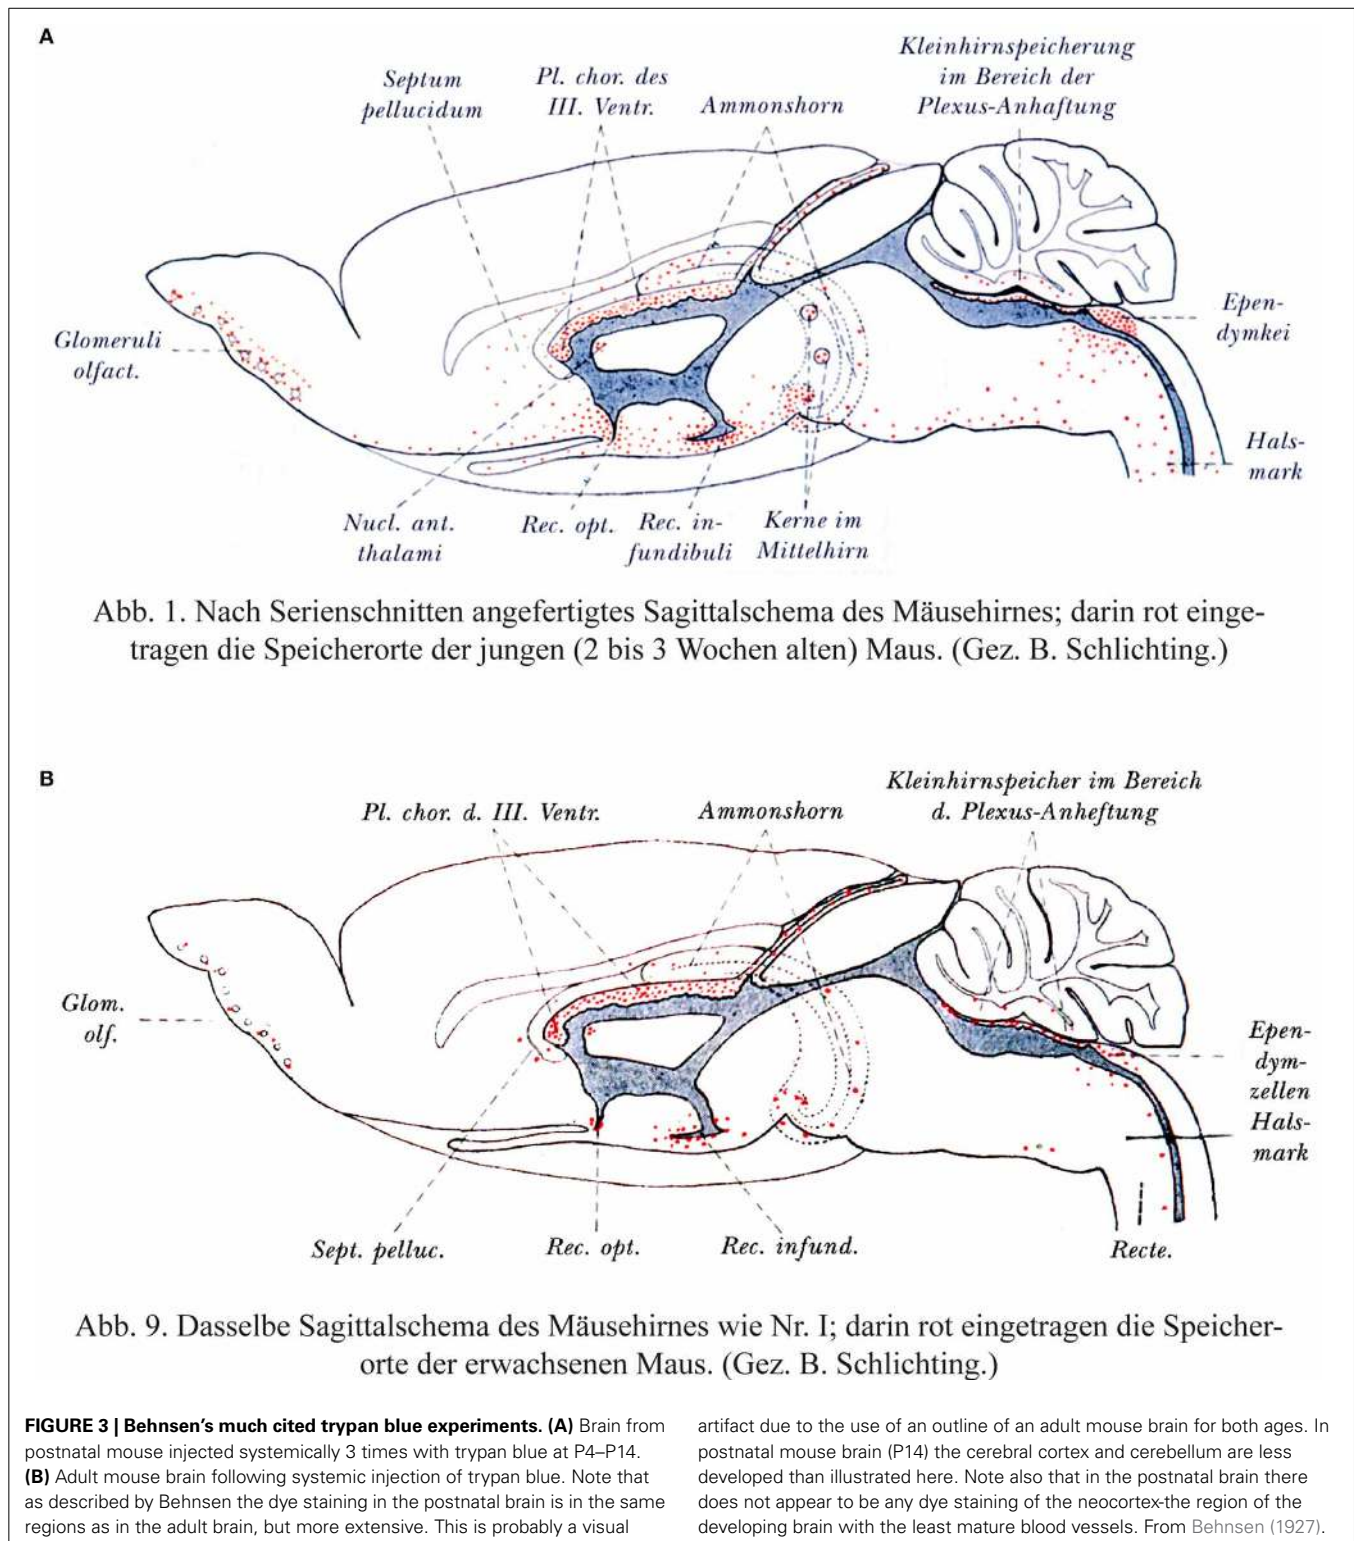 A
Septum
pellucidum
Pl. chor. des
III. Ventr.
Ammonshorn
Kleinhirnspeicherung
im Bereich der
Plexus-Anhaftung
Glomeruli
olfact.
Epen-
dymkei
Hals-
mark
Nucl. ant.
thalami
Rec. opt.
Rec. in-
fundibuli
Kerne im
Mittelhirn
Abb. 1. Nach Serienschnitten angefertigtes Sagittalschema des Mäusehirnes; darin rot einge-
tragen die Speicherorte der jungen (2 bis 3 Wochen alten) Maus. (Gez. B. Schlichting.)
B
Pl. chor. d. III. Ventr.
Ammonshorn
Kleinhirnspeicher im Bereich
d. Plexus-Anheftung
Glom.
olf.
Epen-
dym-
zellen
Hals-
mark
Sept. pelluc.
Rec. opt.
Rec. infund.
Recte.
Abb. 9. Dasselbe Sagittalschema des Mäusehirnes wie Nr. I; darin rot eingetragen die Speicher-
orte der erwachsenen Maus. (Gez. B. Schlichting.)
FIGURE 3 | Behnsen's much cited trypan blue experiments. (A) Brain from
postnatal mouse injected systemically 3 times with trypan blue at P4–P14.
(B) Adult mouse brain following systemic injection of trypan blue. Note that
as described by Behnsen the dye staining in the postnatal brain is in the same
regions as in the adult brain, but more extensive. This is probably a visual
artifact due to the use of an outline of an adult mouse brain for both ages. In
postnatal mouse brain (P14) the cerebral cortex and cerebellum are less
developed than illustrated here. Note also that in the postnatal brain there
does not appear to be any dye staining of the neocortex-the region of the
developing brain with the least mature blood vessels. From Behnsen (1927).